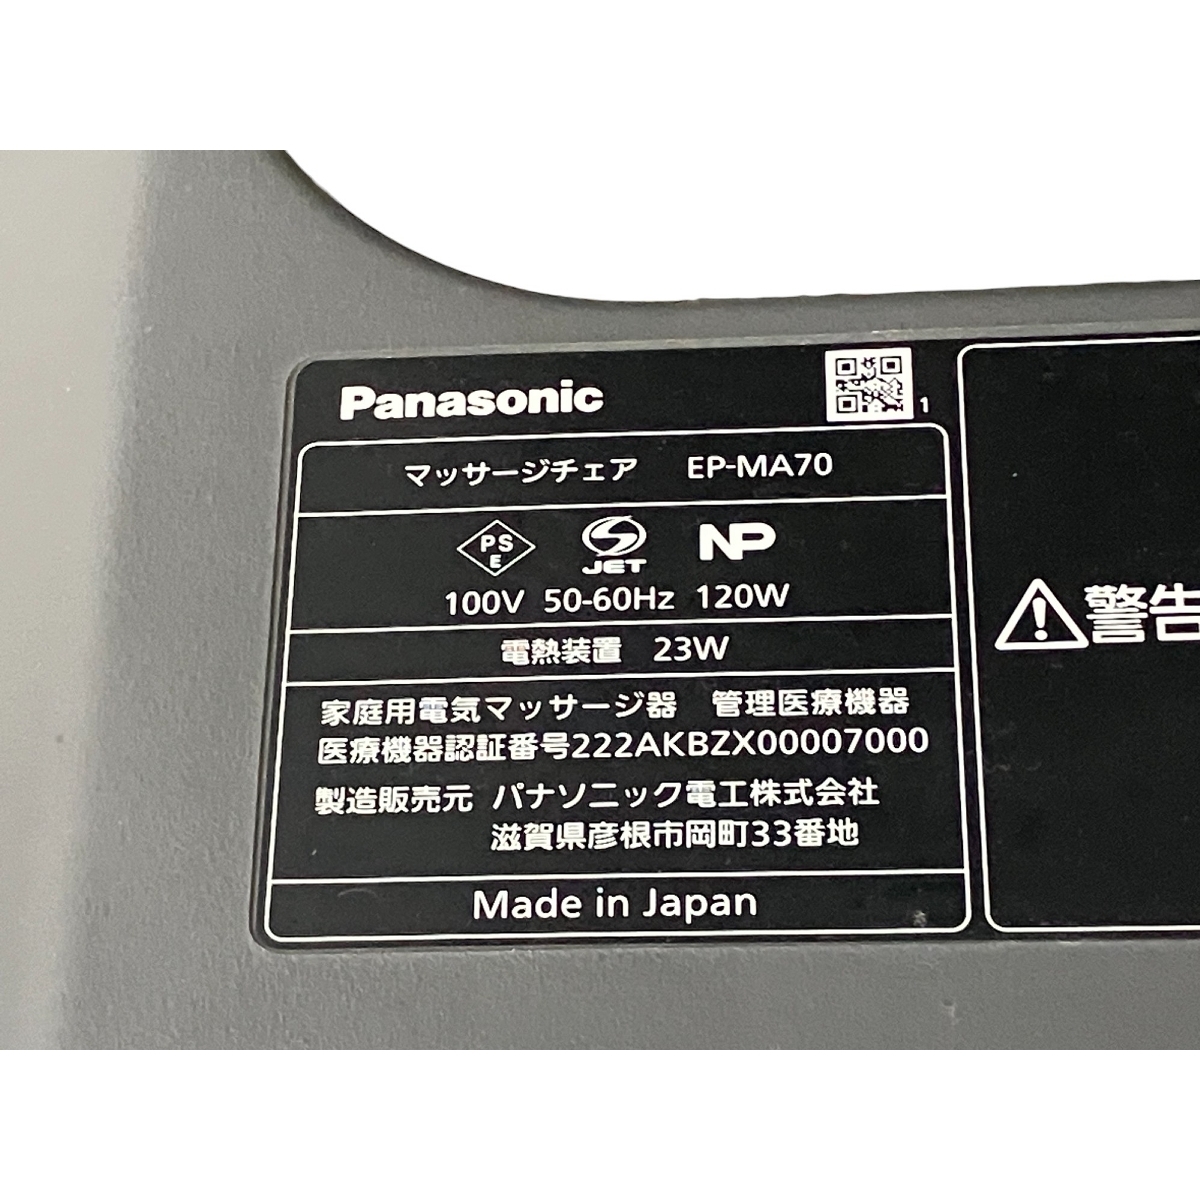 Panasonic
1
マッサージチェア EP-MA70
PS
E
JET
NP
100V 50-60Hz 120W
電熱装置 23W
家庭用電気マッサージ器 管理医療機器
医療機器認証番号222AKBZX00007000
製造販売元 パナソニック電工株式会社
滋賀県彦根市岡町33番地
Made in Japan
警告